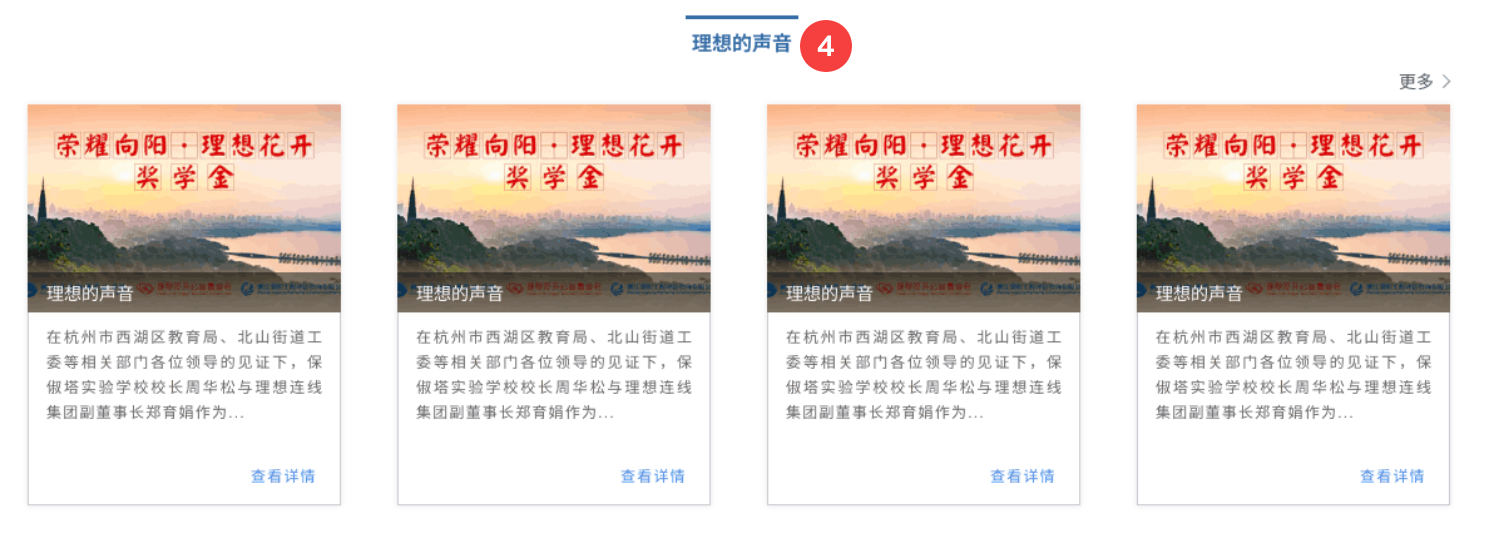 理想的声音
4
更多
荣耀向阳·理想花开
奖学金
理想的声音
在杭州市西湖区教育局、北山街道工
委等相关部门各位领导的见证下，保
俶塔实验学校校长周华松与理想连线
集团副董事长郑育娟作为...
查看详情
荣耀向阳·理想花开
奖学金
理想的声音
在杭州市西湖区教育局、北山街道工
委等相关部门各位领导的见证下，保
俶塔实验学校校长周华松与理想连线
集团副董事长郑育娟作为...
查看详情
荣耀向阳·理想花开
奖学金
理想的声音
在杭州市西湖区教育局、北山街道工
委等相关部门各位领导的见证下，保
俶塔实验学校校长周华松与理想连线
集团副董事长郑育娟作为...
查看详情
荣耀向阳·理想花开
奖学金
理想的声音
在杭州市西湖区教育局、北山街道工
委等相关部门各位领导的见证下，保
俶塔实验学校校长周华松与理想连线
集团副董事长郑育娟作为...
查看详情